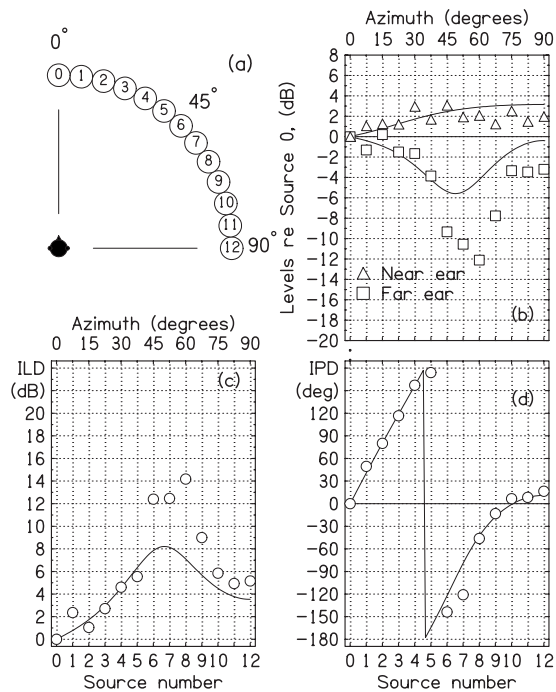 0°
(a)
0 1 2 3 4 5 6 7 8 9 10 11 12
45°
90°
Azimuth (degrees)
0 15 30 45 60 75 90
Levels re Source 0, (dB)
8
6
4
2
0
-2
-4
-6
-8
-10
-12
-14
-16
-18
-20
Near ear
Far ear
(b)
Azimuth (degrees)
0 15 30 45 60 75 90
ILD
(dB)
(c)
20
18
16
14
12
10
8
6
4
2
0
0 1 2 3 4 5 6 7 8 9 10 12
Source number
IPD
(deg)
(d)
120
90
60
30
0
-30
-60
-90
-120
-150
-180
0 1 2 3 4 5 6 7 8 9 10 12
Source number